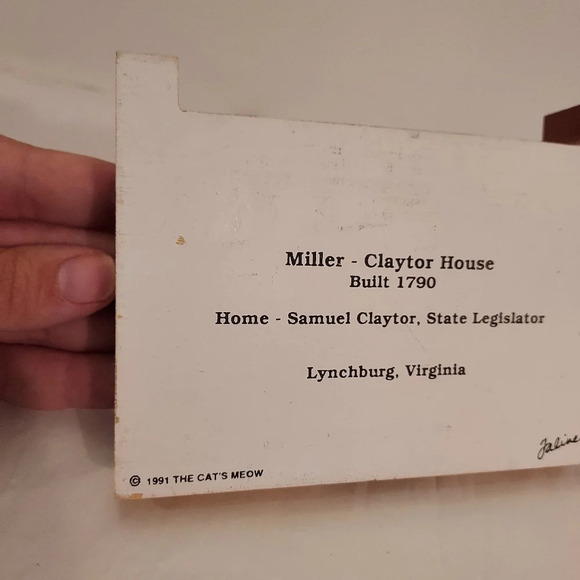 Miller - Claytor House
Built 1790
Home - Samuel Claytor, State Legislator
Lynchburg, Virginia
Faline
© 1991 THE CAT'S MEOW